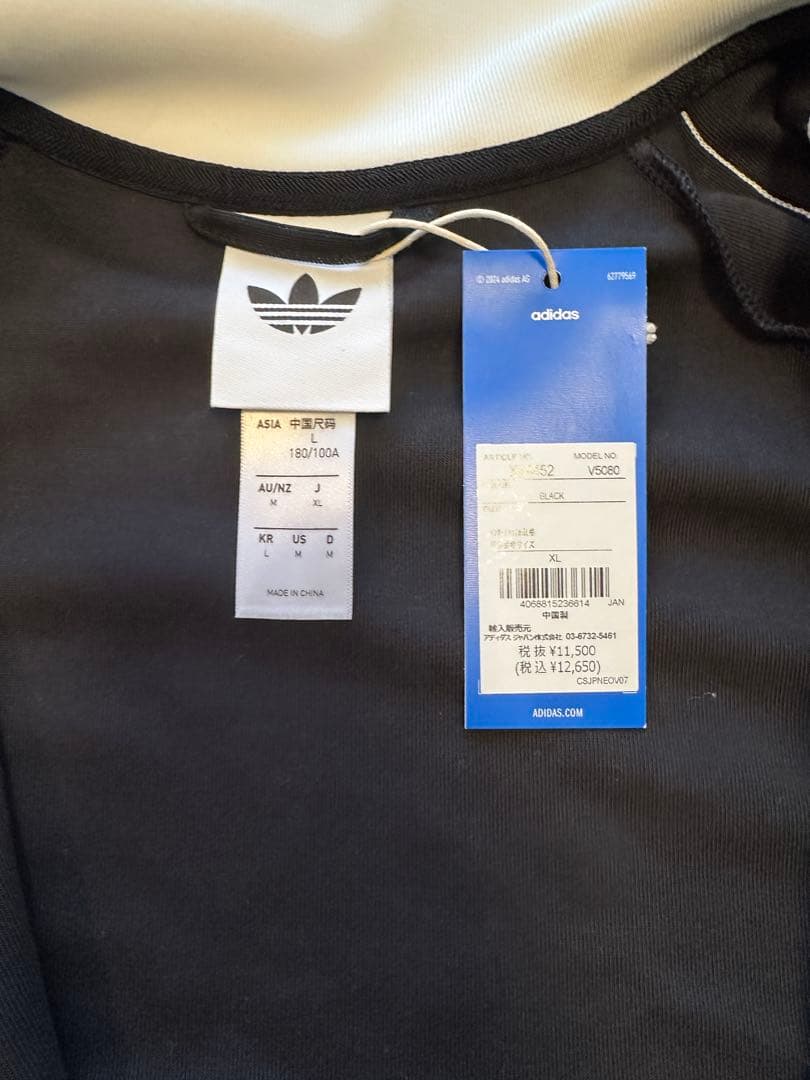 ASIA 中国尺码
L
180/100A
AU/NZ J
M XL
KR US D
L M M
MADE IN CHINA
© 2024 adidas AG 62779569
adidas
ARTICLE NO. MODEL NO:
V5080
BLACK
XL
4068815236614 JAN
中国製
輸入販売元
アディダス ジャパン株式会社 03-6732-5461
税抜 ¥11,500
(税込 ¥12,650)
CSJPNEOV07
ADIDAS.COM